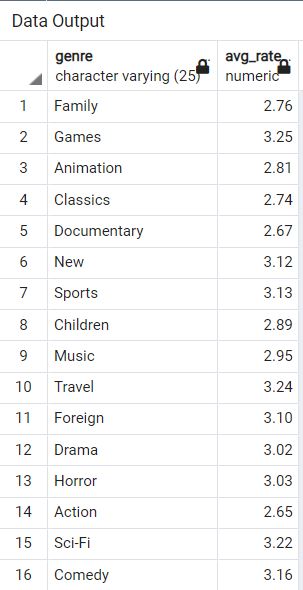 Data Output
genre avg_rate
character varying (25) numeric
1 Family 2.76
2 Games 3.25
3 Animation 2.81
4 Classics 2.74
5 Documentary 2.67
6 New 3.12
7 Sports 3.13
8 Children 2.89
9 Music 2.95
10 Travel 3.24
11 Foreign 3.10
12 Drama 3.02
13 Horror 3.03
14 Action 2.65
15 Sci-Fi 3.22
16 Comedy 3.16